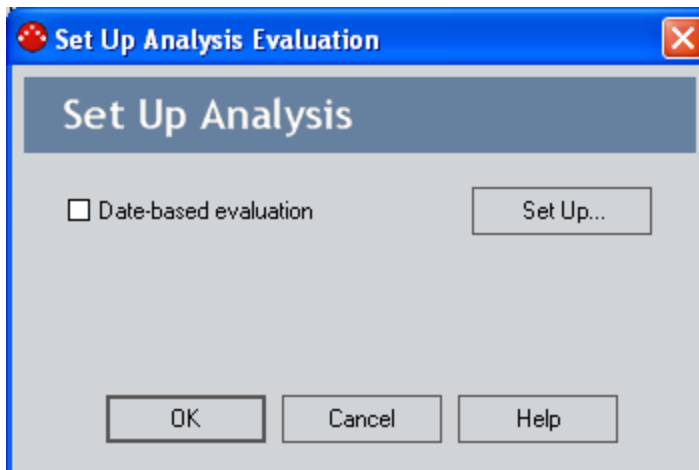 Set Up Analysis Evaluation
Set Up Analysis
Date-based evaluation
Set Up...
OK
Cancel
Help